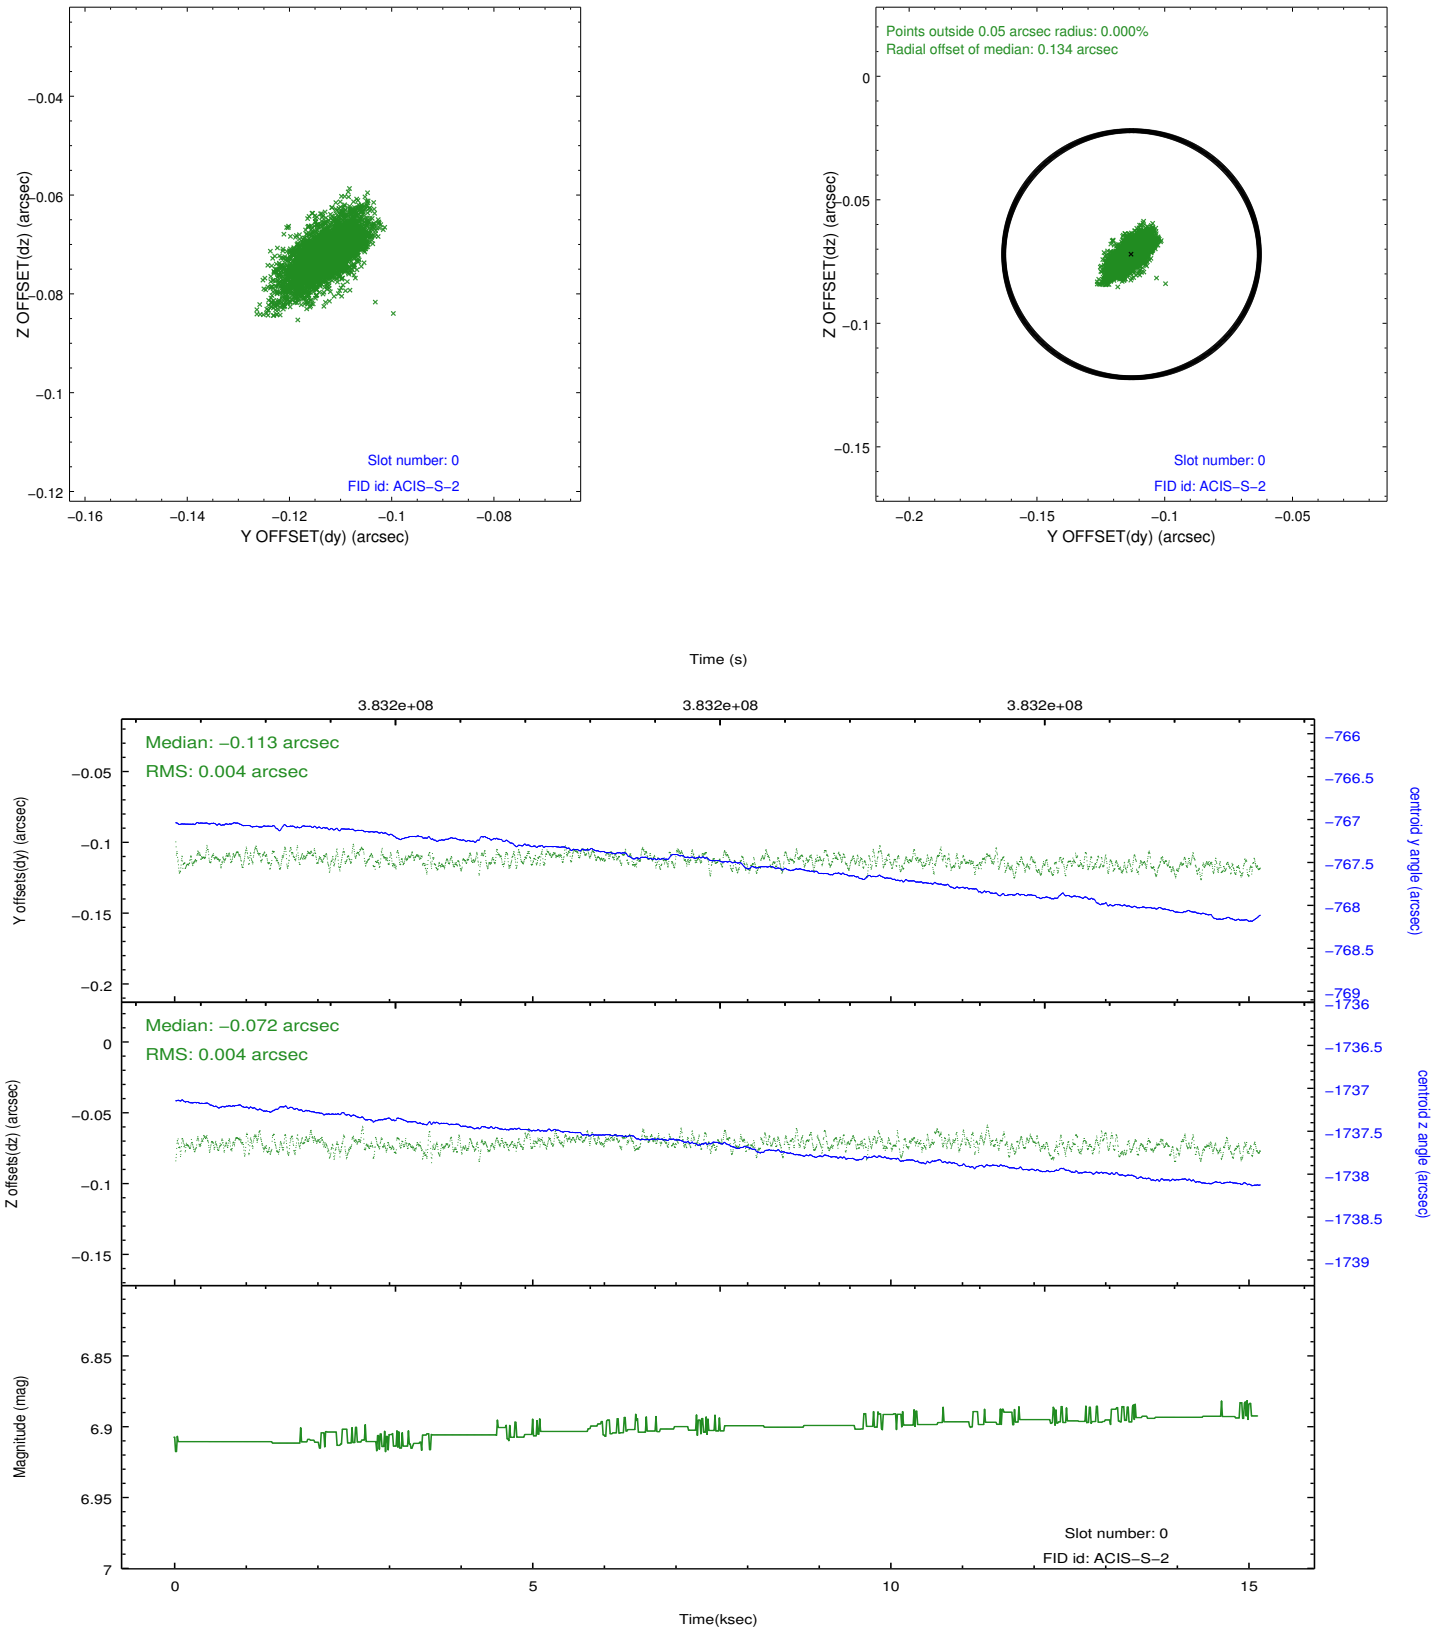 −0.04
−0.06
−0.08
−0.1
−0.12
Z OFFSET(dz) (arcsec)
Slot number: 0
FID id: ACIS−S−2
−0.16
−0.14
−0.12
−0.1
−0.08
Y OFFSET(dy) (arcsec)
Points outside 0.05 arcsec radius: 0.000%
Radial offset of median: 0.134 arcsec
0
−0.05
−0.1
−0.15
Z OFFSET(dz) (arcsec)
Slot number: 0
FID id: ACIS−S−2
−0.2
−0.15
−0.1
−0.05
Y OFFSET(dy) (arcsec)
Time (s)
3.832e+08
3.832e+08
3.832e+08
Median: −0.113 arcsec
RMS: 0.004 arcsec
−0.05
−0.1
−0.15
−0.2
Y offsets(dy) (arcsec)
−766
−766.5
−767
−767.5
−768
−768.5
−769
centroid y angle (arcsec)
Median: −0.072 arcsec
RMS: 0.004 arcsec
0
−0.05
−0.1
−0.15
Z offsets(dz) (arcsec)
−1736
−1736.5
−1737
−1737.5
−1738
−1738.5
−1739
centroid z angle (arcsec)
6.85
6.9
6.95
7
Magnitude (mag)
Slot number: 0
FID id: ACIS−S−2
0
5
10
15
Time(ksec)